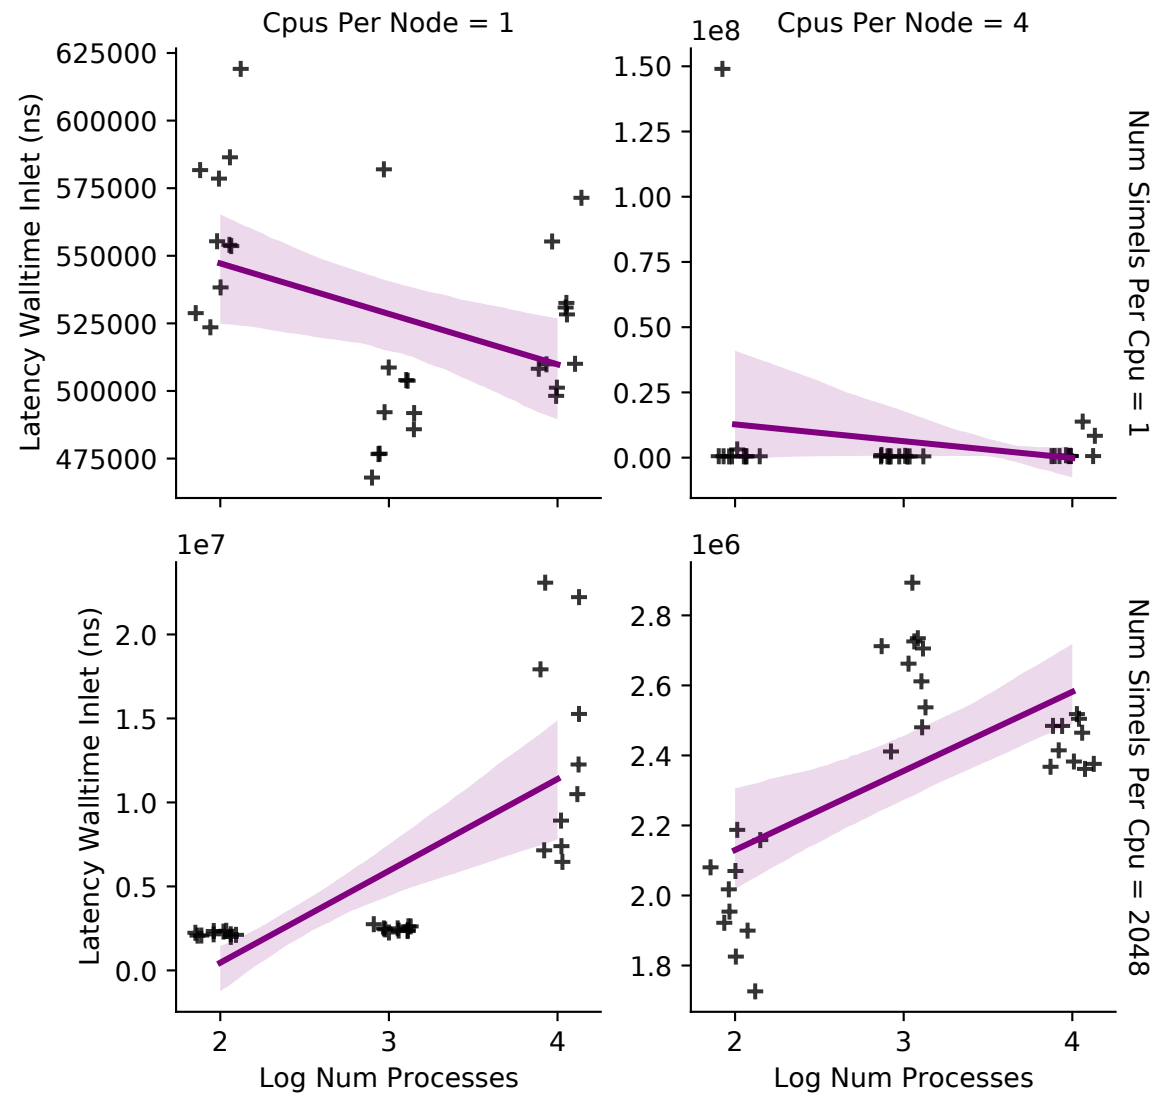 Cpus Per Node = 1
Cpus Per Node = 4
Latency Walltime Inlet (ns)
625000
600000
575000
550000
525000
500000
475000
1e8
1.50
1.25
1.00
0.75
0.50
0.25
0.00
Num Simels Per Cpu = 1
Latency Walltime Inlet (ns)
1e7
2.0
1.5
1.0
0.5
0.0
2
3
4
Log Num Processes
1e6
2.8
2.6
2.4
2.2
2.0
1.8
2
3
4
Log Num Processes
Num Simels Per Cpu = 2048